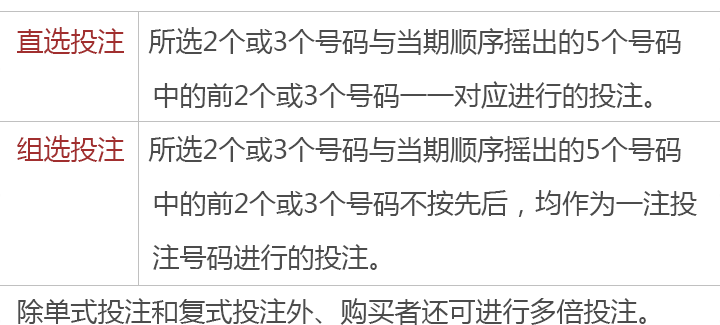 直选投注 所选2个或3个号码与当期顺序摇出的5个号码
中的前2个或3个号码一一对应进行的投注。
组选投注 所选2个或3个号码与当期顺序摇出的5个号码
中的前2个或3个号码不按先后，均作为一注投
注号码进行的投注。
除单式投注和复式投注外、购买者还可进行多倍投注。